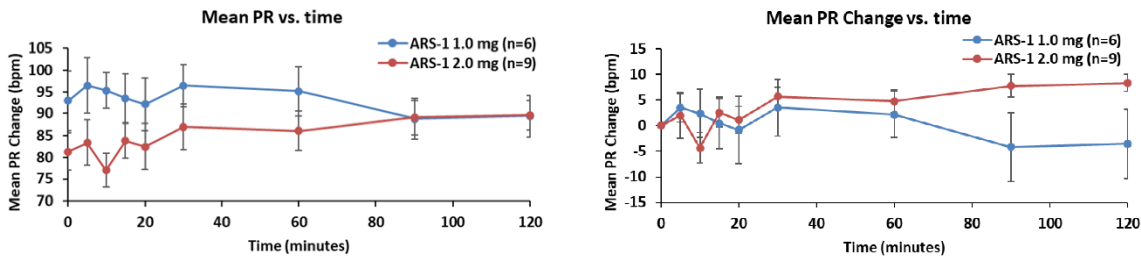 Mean PR vs. time
ARS-1 1.0 mg (n=6)
ARS-1 2.0 mg (n=9)
Mean PR Change (bpm)
105
100
95
90
85
80
75
70
0
20
40
60
80
100
120
Time (minutes)
Mean PR Change vs. time
ARS-1 1.0 mg (n=6)
ARS-1 2.0 mg (n=9)
Mean PR Change (bpm)
15
10
5
0
-5
-10
-15
0
20
40
60
80
100
120
Time (minutes)